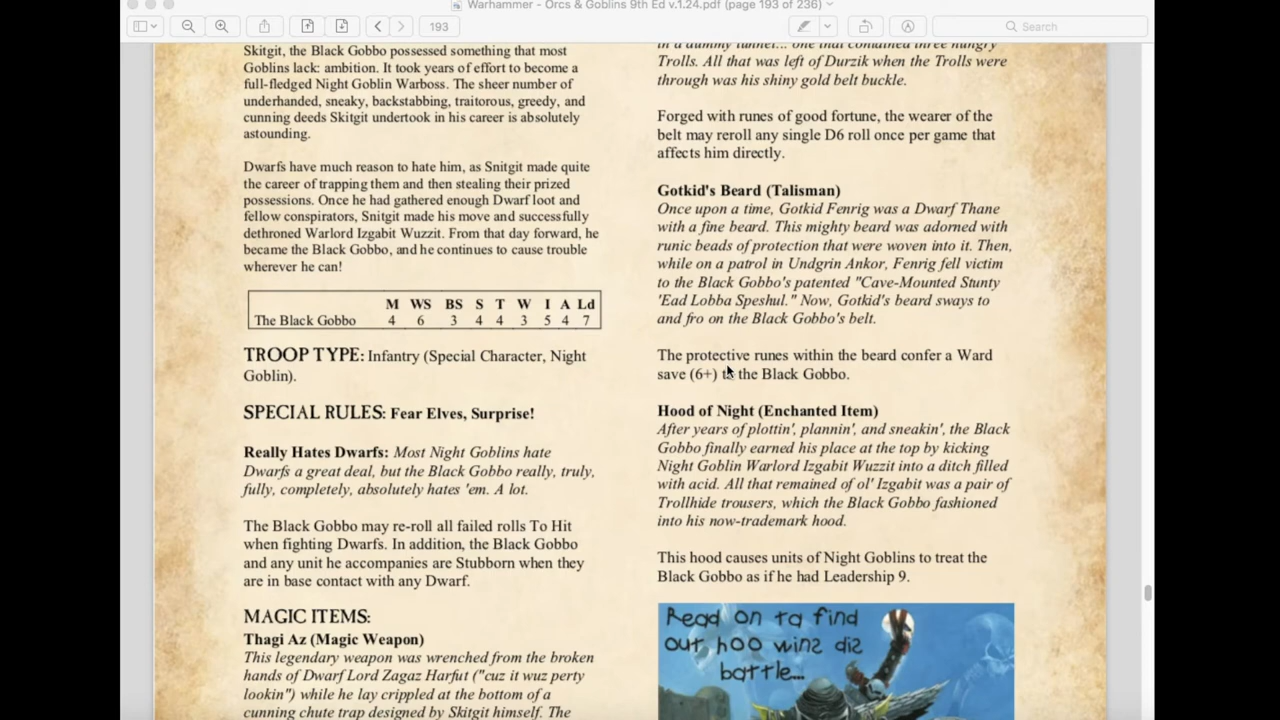 Warhammer - Orcs & Goblins 9th Ed v.1.24.pdf (page 193 of 236)
193
Search
Skitgit, the Black Gobbo possessed something that most
Goblins lack: ambition. It took years of effort to become a
full-fledged Night Goblin Warboss. The sheer number of
underhanded, sneaky, backstabbing, traitorous, greedy, and
cunning deeds Skitgit undertook in his career is absolutely
astounding.
Dwarfs have much reason to hate him, as Snitgit made quite
the career of trapping them and then stealing their prized
possessions. Once he had gathered enough Dwarf loot and
fellow conspirators, Snitgit made his move and successfully
dethroned Warlord Izgabit Wuzzit. From that day forward, he
became the Black Gobbo, and he continues to cause trouble
wherever he can!
M WS BS S T W I A Ld
The Black Gobbo 4 6 3 4 4 3 5 4 7
TROOP TYPE: Infantry (Special Character, Night
Goblin).
SPECIAL RULES: Fear Elves, Surprise!
Really Hates Dwarfs: Most Night Goblins hate
Dwarfs a great deal, but the Black Gobbo really, truly,
fully, completely, absolutely hates 'em. A lot.
The Black Gobbo may re-roll all failed rolls To Hit
when fighting Dwarfs. In addition, the Black Gobbo
and any unit he accompanies are Stubborn when they
are in base contact with any Dwarf.
MAGIC ITEMS:
Thagi Az (Magic Weapon)
This legendary weapon was wrenched from the broken
hands of Dwarf Lord Zagaz Harfut ("cuz it wuz perty
lookin") while he lay crippled at the bottom of a
cunning chute trap designed by Skitgit himself. The
in a dummy tunnel... one that contained three hungry
Trolls. All that was left of Durzik when the Trolls were
through was his shiny gold belt buckle.
Forged with runes of good fortune, the wearer of the
belt may reroll any single D6 roll once per game that
affects him directly.
Gotkid's Beard (Talisman)
Once upon a time, Gotkid Fenrig was a Dwarf Thane
with a fine beard. This mighty beard was adorned with
runic beads of protection that were woven into it. Then,
while on a patrol in Undgrin Ankor, Fenrig fell victim
to the Black Gobbo's patented "Cave-Mounted Stunty
'Ead Lobba Speshul." Now, Gotkid's beard sways to
and fro on the Black Gobbo's belt.
The protective runes within the beard confer a Ward
save (6+) to the Black Gobbo.
Hood of Night (Enchanted Item)
After years of plottin', plannin', and sneakin', the Black
Gobbo finally earned his place at the top by kicking
Night Goblin Warlord Izgabit Wuzzit into a ditch filled
with acid. All that remained of ol' Izgabit was a pair of
Trollhide trousers, which the Black Gobbo fashioned
into his now-trademark hood.
This hood causes units of Night Goblins to treat the
Black Gobbo as if he had Leadership 9.
Read on ta find
out hoo winz diz
battle...